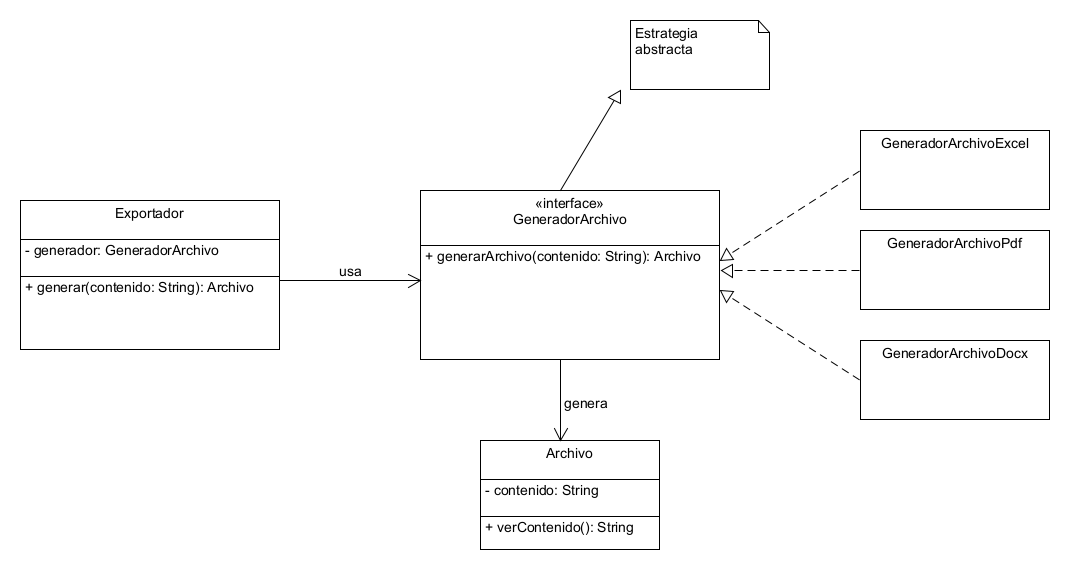 Estrategia
abstracta
GeneradorArchivoExcel
«interface»
GeneradorArchivo
+ generarArchivo(contenido: String): Archivo
Exportador
- generador: GeneradorArchivo
+ generar(contenido: String): Archivo
usa
GeneradorArchivoPdf
GeneradorArchivoDocx
genera
Archivo
- contenido: String
+ verContenido(): String